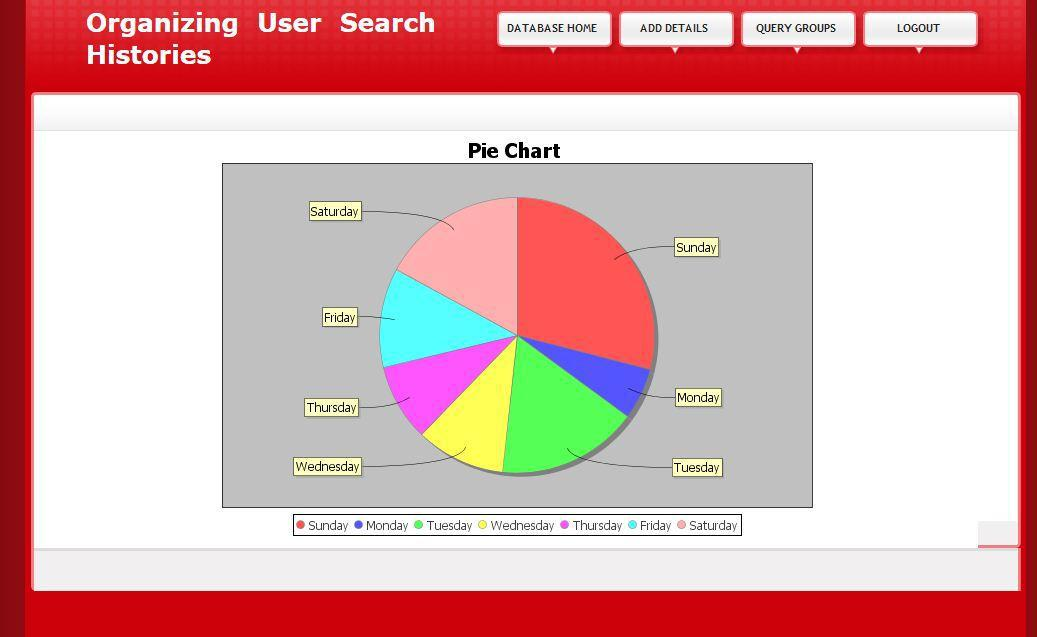 Organizing User Search
Histories
DATABASE HOME ADD DETAILS QUERY GROUPS LOGOUT
Pie Chart
Saturday
Sunday
Friday
Monday
Thursday
Wednesday
Tuesday
Sunday Monday Tuesday Wednesday Thursday Friday Saturday